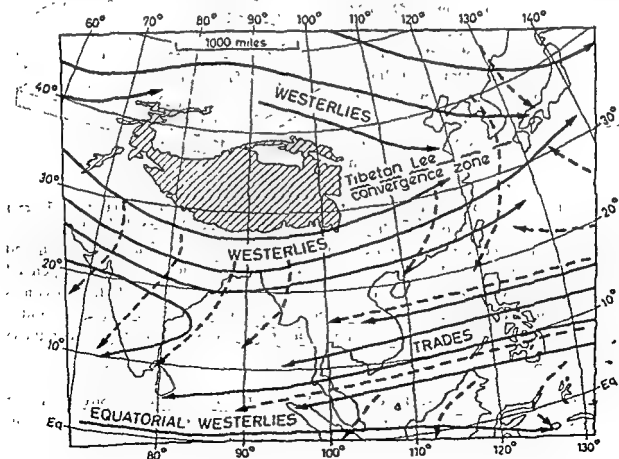 60° 70° 80° 90° 100° 110° 120° 130° 140°
1000 miles
40°
WESTERLIES
30°
30°
Tibetan Lee
convergence zone
20°
WESTERLIES
20°
10°
10°
TRADES
'EQUATORIAL' WESTERLIES
Eq
Eq
80° 90° 100° 110° 120° 130°